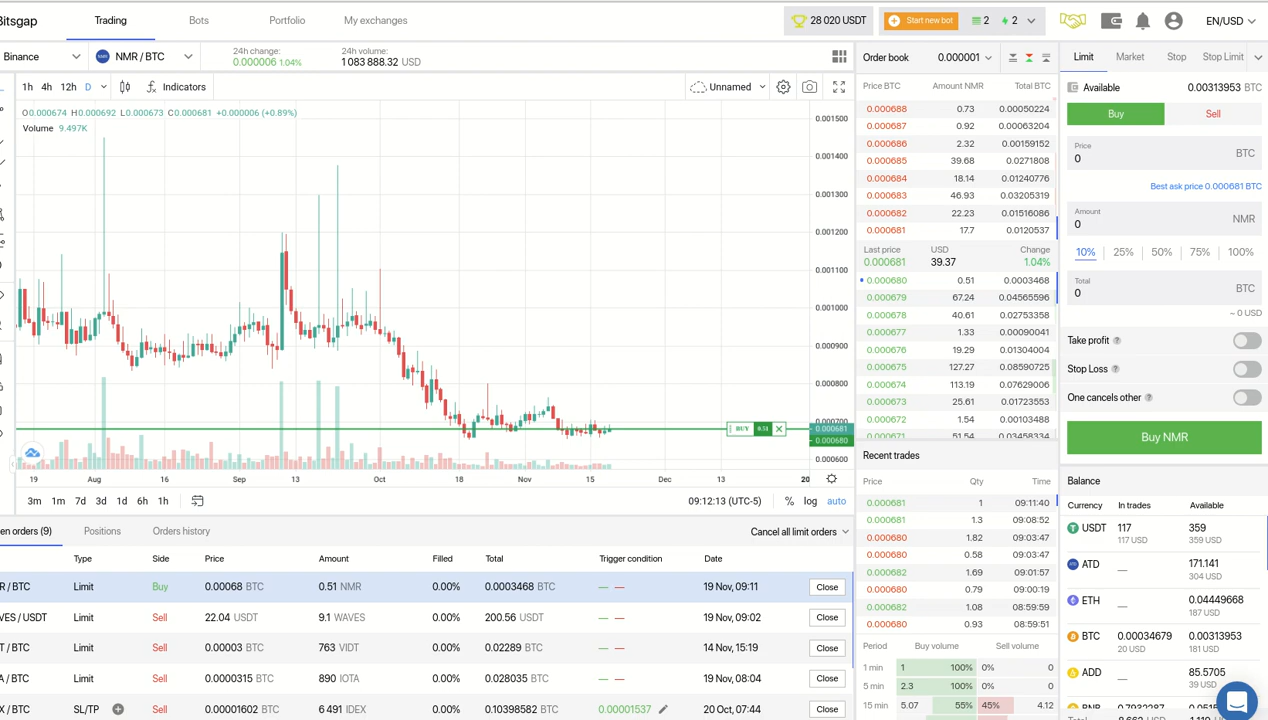 Bitsgap Trading Bots Portfolio My exchanges 28 020 USDT Start new bot 2 2 EN/USD
Binance NMR / BTC 24h change: 0.000006 1.04% 24h volume: 1 083 888.32 USD
1h 4h 12h D Indicators Unnamed
O0.000674 H0.000692 L0.000673 C0.000681 +0.000006 (+0.89%)
Volume 9.497K
0.001500
0.001400
0.001300
0.001200
0.001100
0.001000
0.000900
0.000800
0.000700
0.000681
0.000680
0.000600
BUY 0.51
19 Aug 16 Sep 13 Oct 18 Nov 15 Dec 13 20
3m 1m 7d 3d 1d 6h 1h 09:12:13 (UTC-5) % log auto
Order book 0.000001
Price BTC Amount NMR Total BTC
0.000688 0.73 0.00050224
0.000687 0.92 0.00063204
0.000686 2.32 0.00159152
0.000685 39.68 0.0271808
0.000684 18.14 0.01240776
0.000683 46.93 0.03205319
0.000682 22.23 0.01516086
0.000681 17.7 0.0120537
Last price USD Change
0.000681 39.37 1.04%
0.000680 0.51 0.0003468
0.000679 67.24 0.04565596
0.000678 40.61 0.02753358
0.000677 1.33 0.00090041
0.000676 19.29 0.01304004
0.000675 127.27 0.08590725
0.000674 113.19 0.07629006
0.000673 25.61 0.01723553
0.000672 1.54 0.00103488
0.000671 51.54 0.03458334
Recent trades
Price Qty Time
0.000681 1 09:11:40
0.000681 1.3 09:08:52
0.000680 1.82 09:03:47
0.000680 0.58 09:03:47
0.000682 1.69 09:01:57
0.000680 0.79 09:00:19
0.000682 1.08 08:59:59
0.000680 0.93 08:59:51
Period Buy volume Sell volume
1 min 1 100% 0% 0
5 min 2.3 100% 0% 0
15 min 5.07 55% 45% 4.12
Limit Market Stop Stop Limit
Available 0.00313953 BTC
Buy Sell
Price
0 BTC
Best ask price 0.000681 BTC
Amount
0 NMR
10% 25% 50% 75% 100%
Total
0 BTC
~ 0 USD
Take profit
Stop Loss
One cancels other
Buy NMR
Balance
Currency In trades Available
USDT 117 359
117 USD 359 USD
ATD — 171.141
304 USD
ETH — 0.04449668
187 USD
BTC 0.00034679 0.00313953
20 USD 181 USD
ADD — 85.5705
39 USD
en orders (9) Positions Orders history Cancel all limit orders
Type Side Price Amount Filled Total Trigger condition Date
R / BTC Limit Buy 0.00068 BTC 0.51 NMR 0.00% 0.0003468 BTC — — 19 Nov, 09:11 Close
VES / USDT Limit Sell 22.04 USDT 9.1 WAVES 0.00% 200.56 USDT — — 19 Nov, 09:02 Close
T / BTC Limit Sell 0.00003 BTC 763 VIDT 0.00% 0.02289 BTC — — 14 Nov, 15:19 Close
A / BTC Limit Sell 0.0000315 BTC 890 IOTA 0.00% 0.028035 BTC — — 19 Nov, 08:04 Close
X / BTC SL/TP Sell 0.00001602 BTC 6 491 IDEX 0.00% 0.10398582 BTC 0.00001537 20 Oct, 07:44 Close